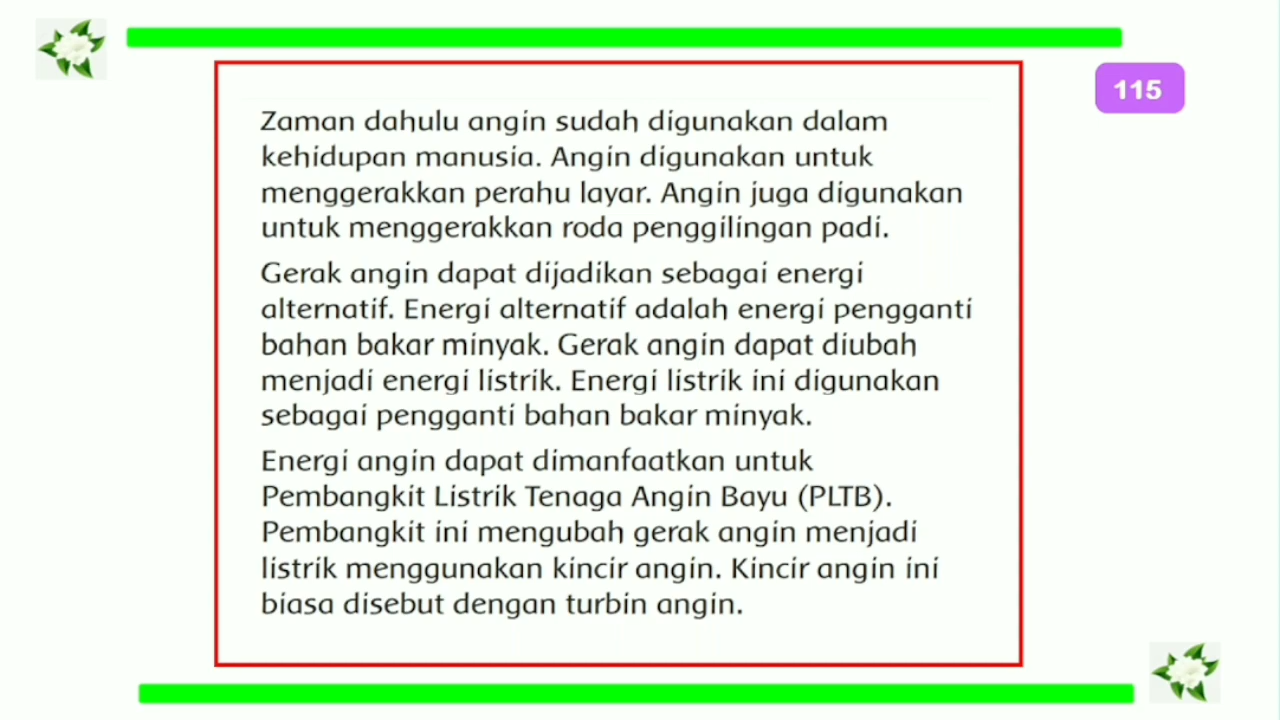 115
Zaman dahulu angin sudah digunakan dalam
kehidupan manusia. Angin digunakan untuk
menggerakkan perahu layar. Angin juga digunakan
untuk menggerakkan roda penggilingan padi.
Gerak angin dapat dijadikan sebagai energi
alternatif. Energi alternatif adalah energi pengganti
bahan bakar minyak. Gerak angin dapat diubah
menjadi energi listrik. Energi listrik ini digunakan
sebagai pengganti bahan bakar minyak.
Energi angin dapat dimanfaatkan untuk
Pembangkit Listrik Tenaga Angin Bayu (PLTB).
Pembangkit ini mengubah gerak angin menjadi
listrik menggunakan kincir angin. Kincir angin ini
biasa disebut dengan turbin angin.